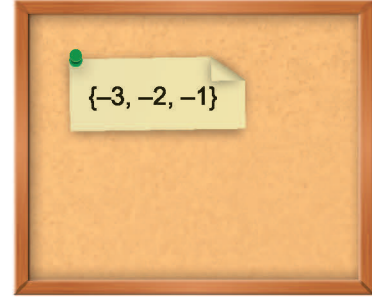 {–3, –2, –1}